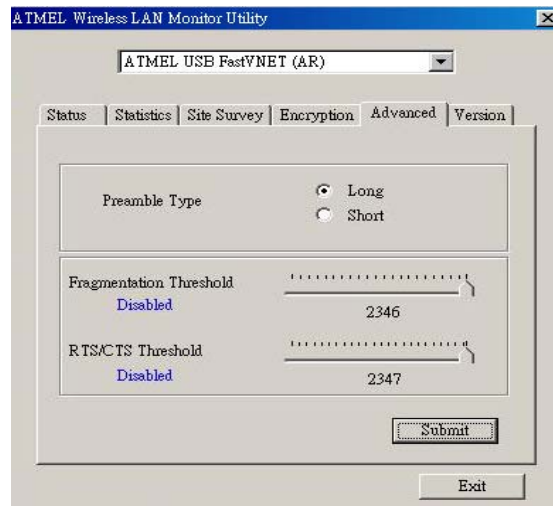 ATMEL Wireless LAN Monitor Utility
ATMEL USB FastVNET (AR)
Status Statistics Site Survey Encryption Advanced Version
Preamble Type
Long
Short
Fragmentation Threshold
Disabled
2346
RTS/CTS Threshold
Disabled
2347
Submit
Exit